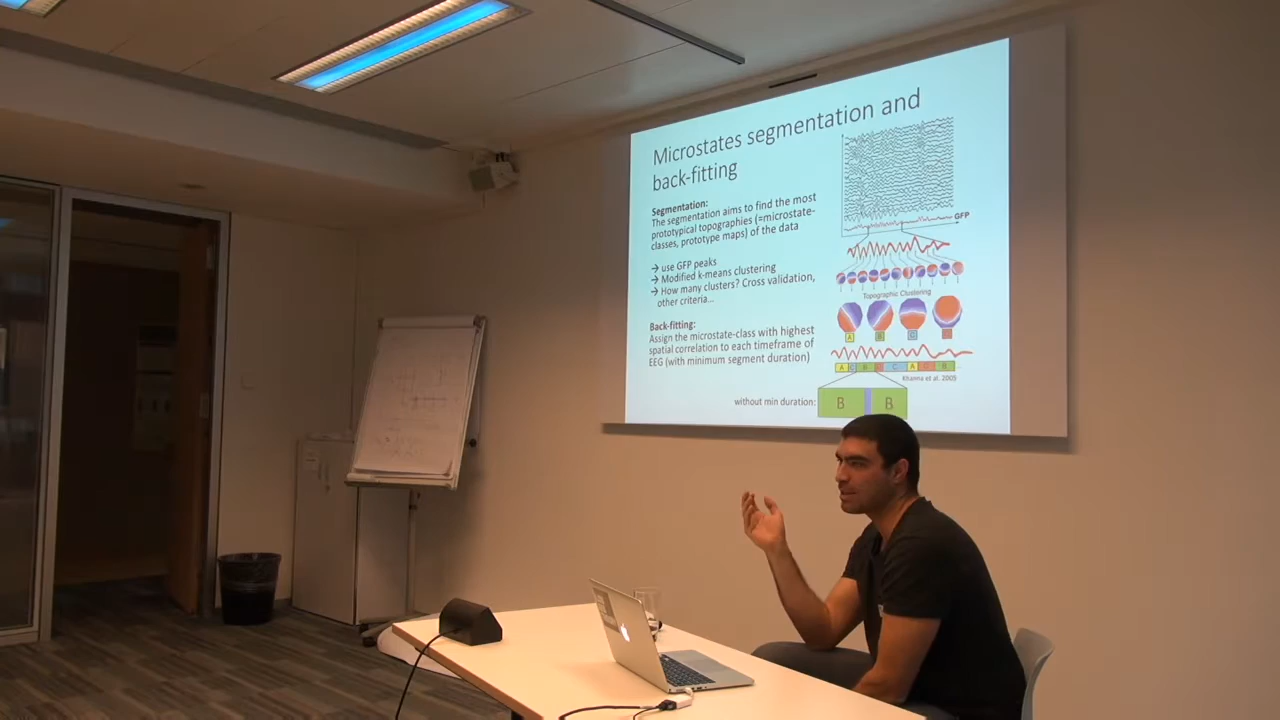 Microstates segmentation and
back-fitting
Segmentation:
The segmentation aims to find the most
prototypical topographies (=microstate-
classes, prototype maps) of the data
→ use GFP peaks
→ Modified k-means clustering
→ How many clusters? Cross validation,
other criteria...
Back-fitting:
Assign the microstate-class with highest
spatial correlation to each timeframe of
EEG (with minimum segment duration)
without min duration:
GFP
Topographic Clustering
A B C D
A C B D C A D B
Khanna et al. 2005
B B